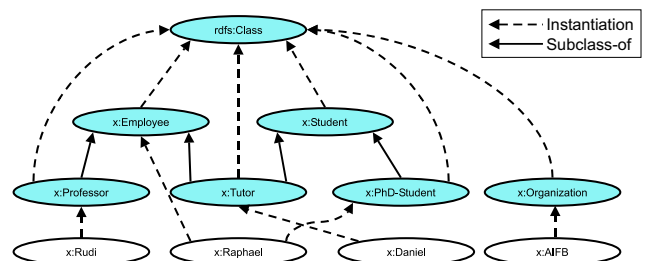 rdfs:Class
Instantiation
Subclass-of
x:Employee
x:Student
x:Professor
x:Tutor
x:PhD-Student
x:Organization
x:Rudi
x:Raphael
x:Daniel
x:AIFB